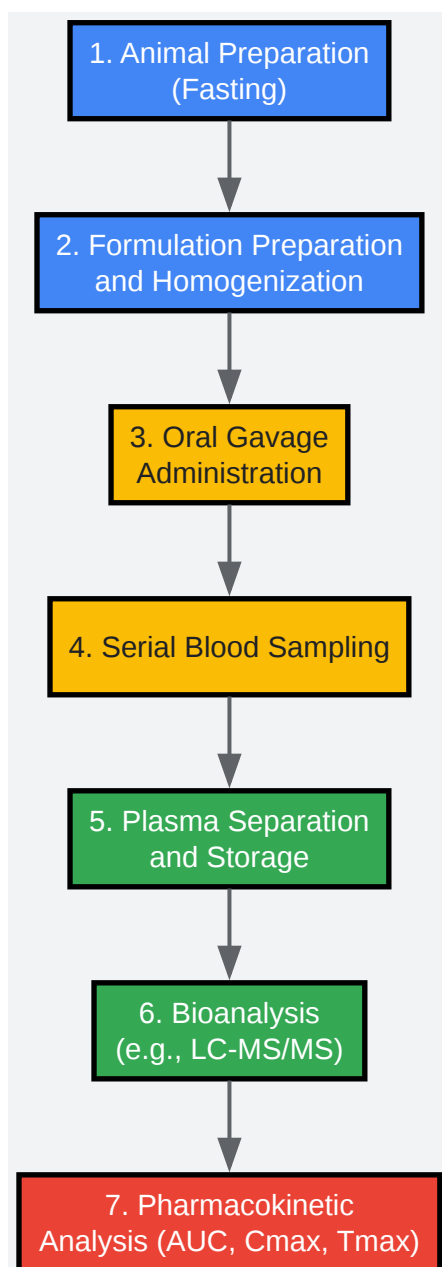 1. Animal Preparation
(Fasting)
2. Formulation Preparation
and Homogenization
3. Oral Gavage
Administration
4. Serial Blood Sampling
5. Plasma Separation
and Storage
6. Bioanalysis
(e.g., LC-MS/MS)
7. Pharmacokinetic
Analysis (AUC, Cmax, Tmax)